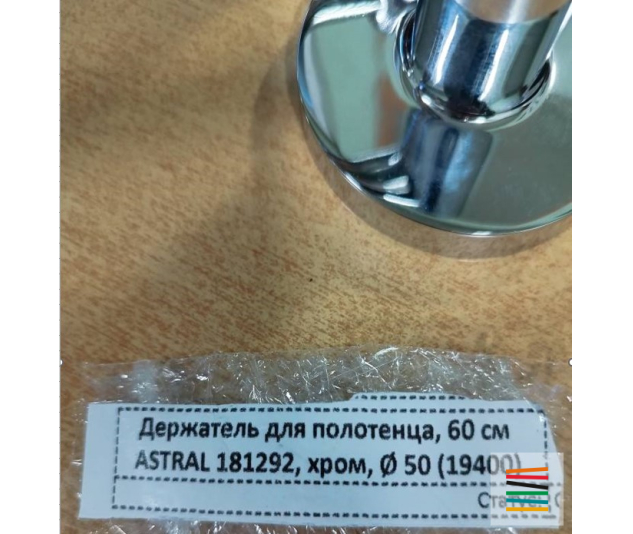 Держатель для полотенца, 60 см
ASTRAL 181292, хром, Ø 50 (19400)